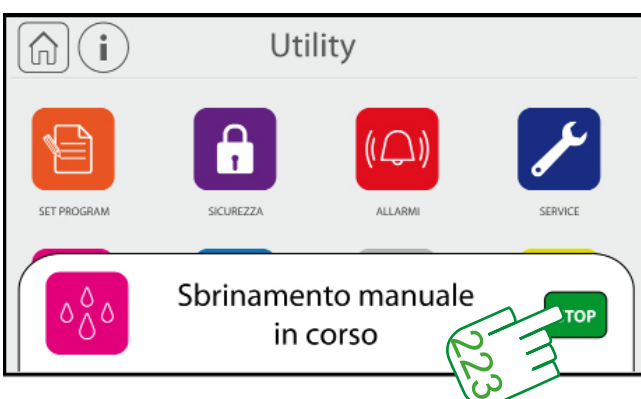 i
Utility
SET PROGRAM
SICUREZZA
ALLARMI
SERVICE
Sbrinamento manuale
in corso
TOP
223